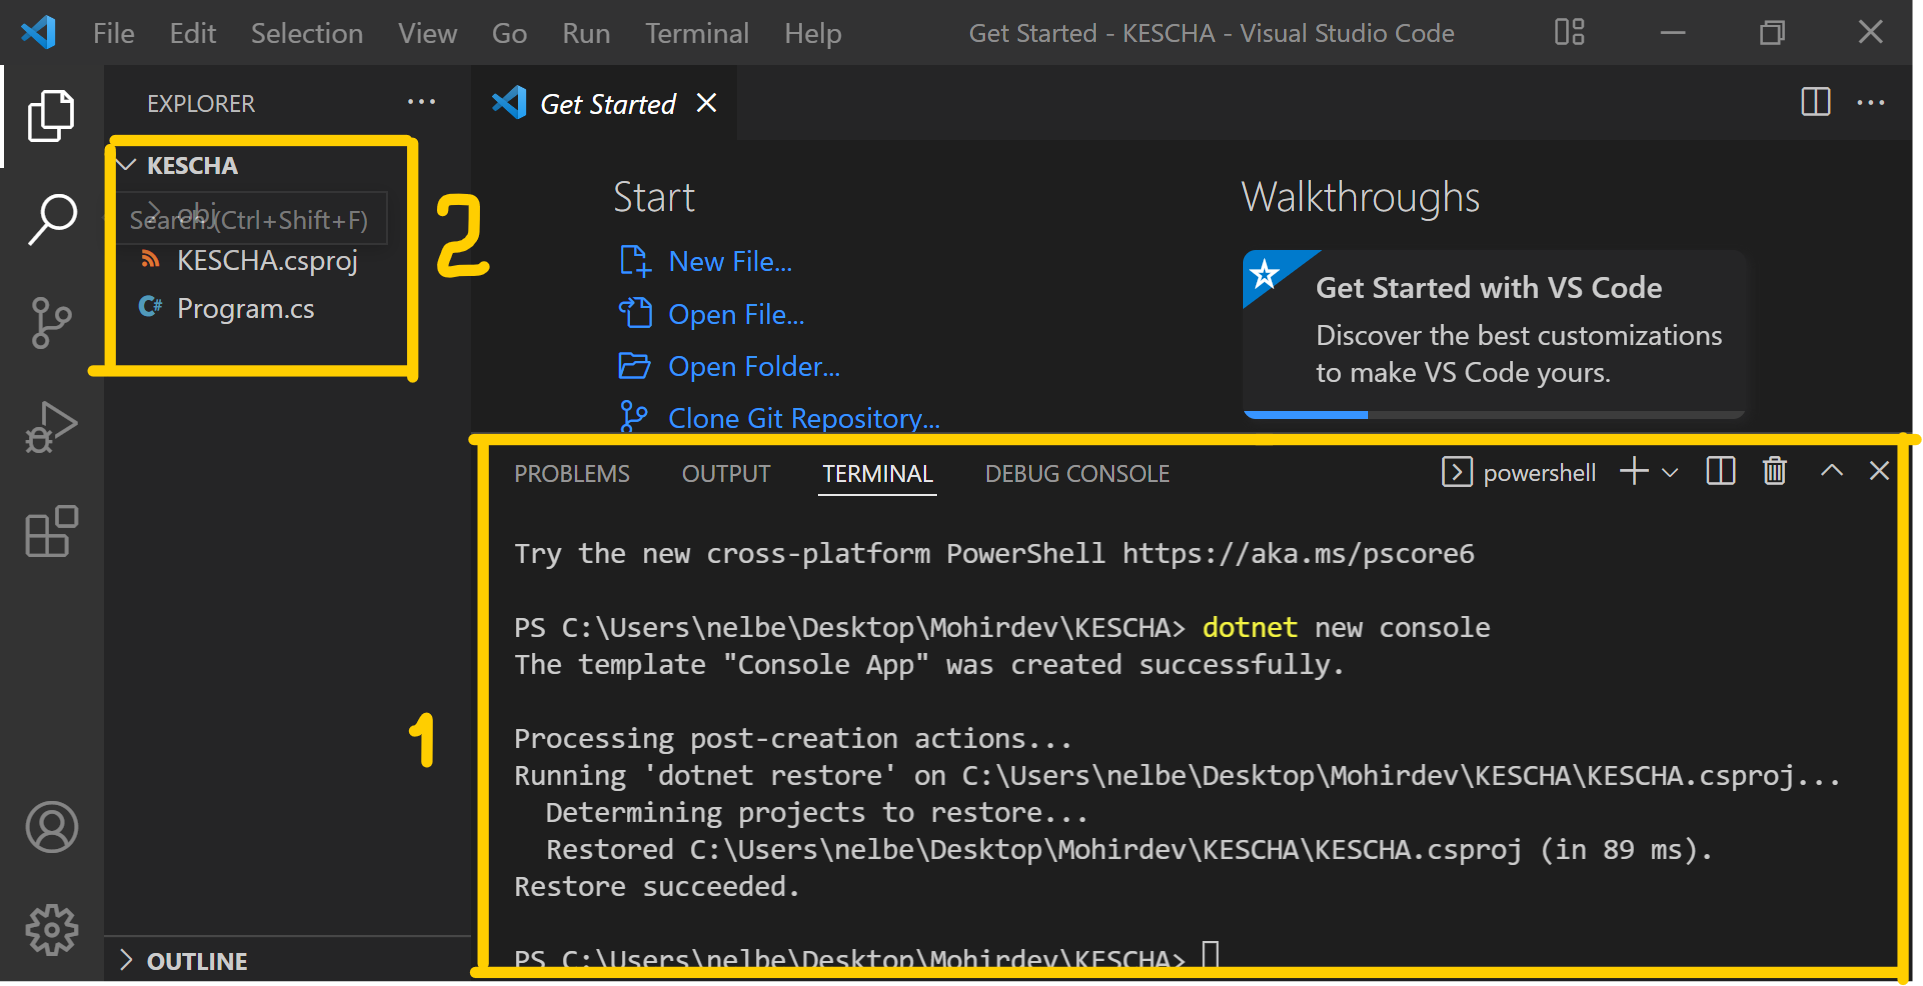 File Edit Selection View Go Run Terminal Help
Get Started - KESCHA - Visual Studio Code
EXPLORER
KESCHA
obj
Search (Ctrl+Shift+F)
KESCHA.csproj
C# Program.cs
2
OUTLINE
Get Started
Start
New File...
Open File...
Open Folder...
Clone Git Repository...
Walkthroughs
Get Started with VS Code
Discover the best customizations
to make VS Code yours.
1
PROBLEMS OUTPUT TERMINAL DEBUG CONSOLE
powershell
Try the new cross-platform PowerShell https://aka.ms/pscore6
PS C:\Users\nelbe\Desktop\Mohirdev\KESCHA> dotnet new console
The template "Console App" was created successfully.
Processing post-creation actions...
Running 'dotnet restore' on C:\Users\nelbe\Desktop\Mohirdev\KESCHA\KESCHA.csproj...
Determining projects to restore...
Restored C:\Users\nelbe\Desktop\Mohirdev\KESCHA\KESCHA.csproj (in 89 ms).
Restore succeeded.
PS C:\Users\nelbe\Desktop\Mohirdev\KESCHA>